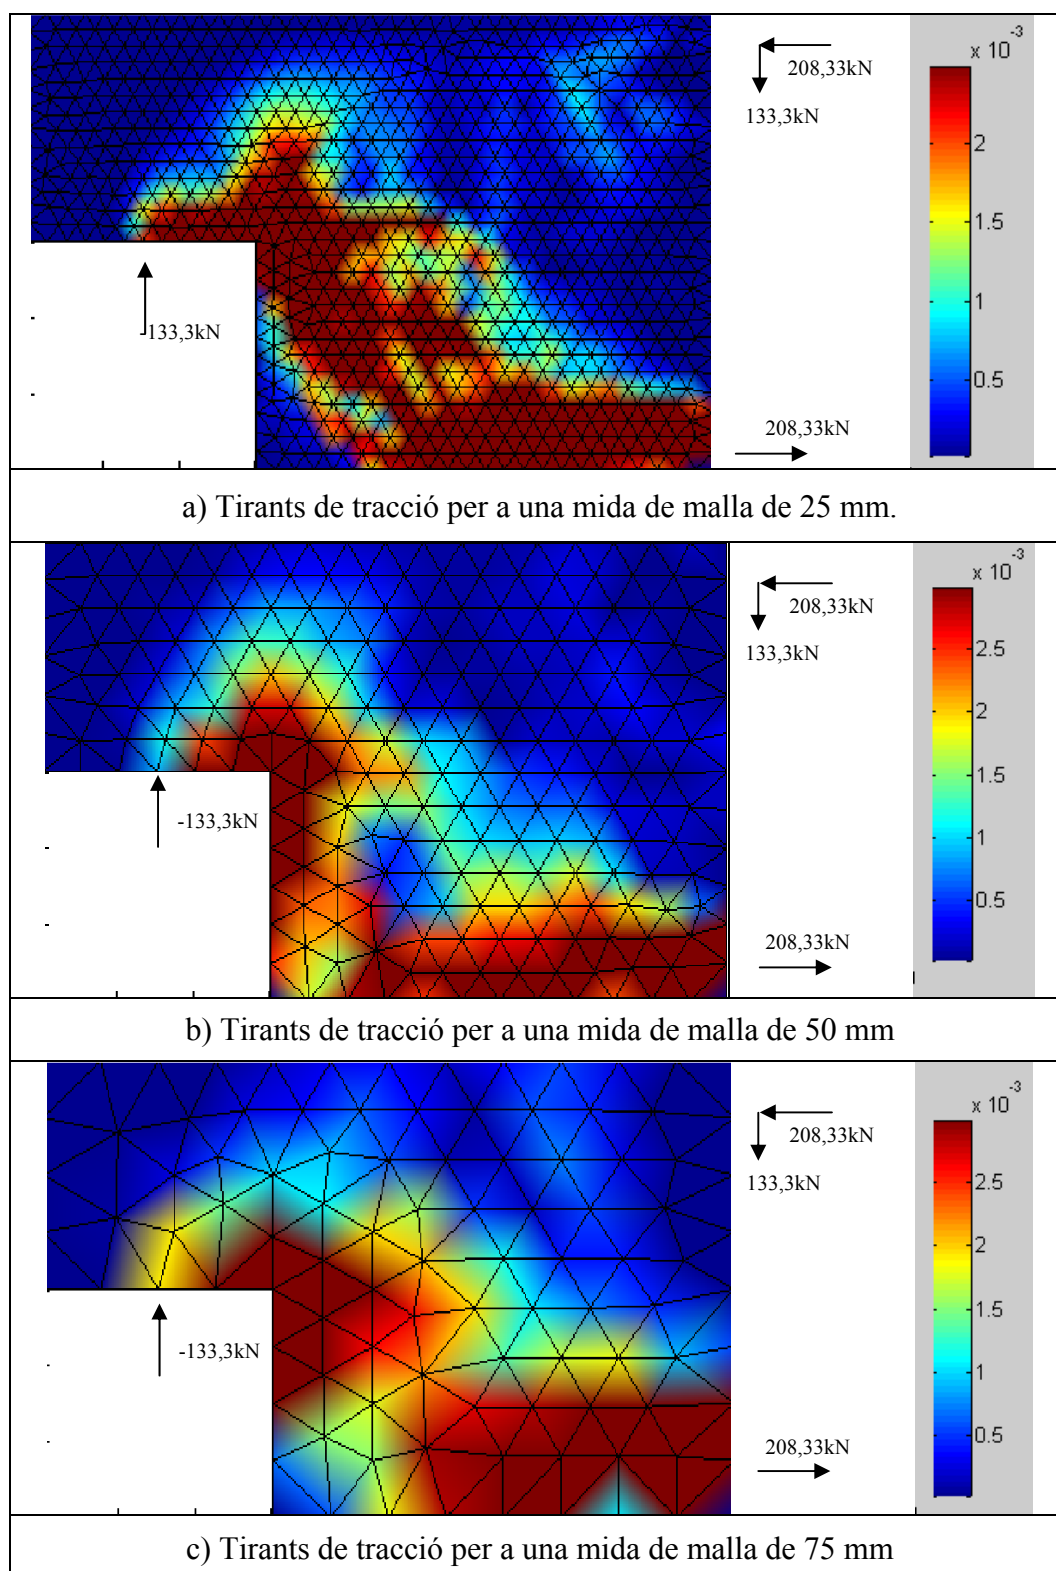 x 10⁻³
208,33kN
133,3kN
2
1.5
-133,3kN
1
0.5
208,33kN
a) Tirants de tracció per a una mida de malla de 25 mm.
x 10⁻³
208,33kN
133,3kN
2.5
2
1.5
-133,3kN
1
0.5
208,33kN
b) Tirants de tracció per a una mida de malla de 50 mm
x 10⁻³
208,33kN
133,3kN
2.5
2
1.5
-133,3kN
1
0.5
208,33kN
c) Tirants de tracció per a una mida de malla de 75 mm